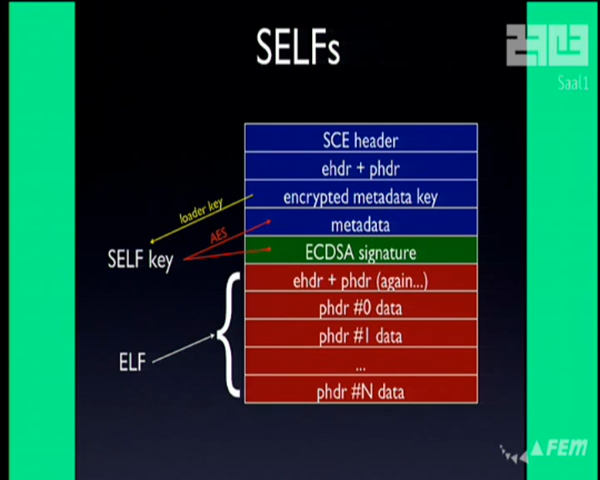 SELFs
Saal1
SCE header
ehdr + phdr
encrypted metadata key
loader key
metadata
AES
ECDSA signature
SELF key
ehdr + phdr (again...)
phdr #0 data
phdr #1 data
ELF
...
phdr #N data
FEM